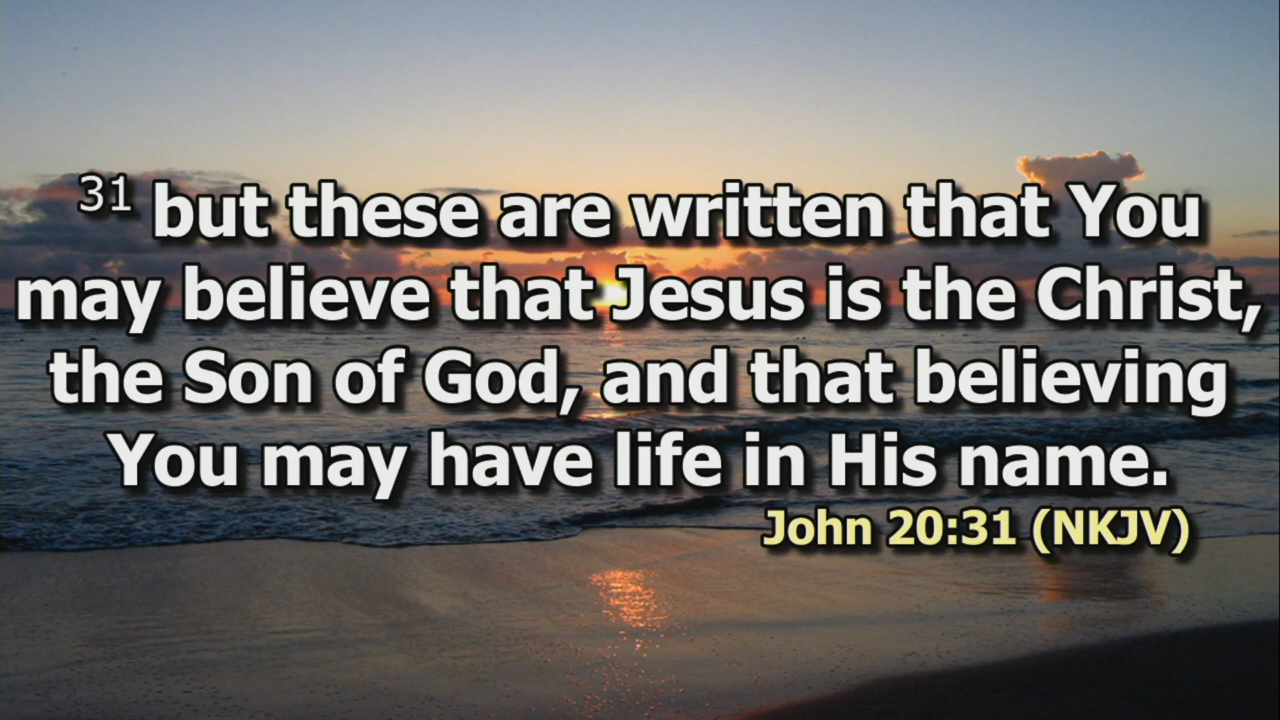 31 but these are written that You
may believe that Jesus is the Christ,
the Son of God, and that believing
You may have life in His name.
John 20:31 (NKJV)